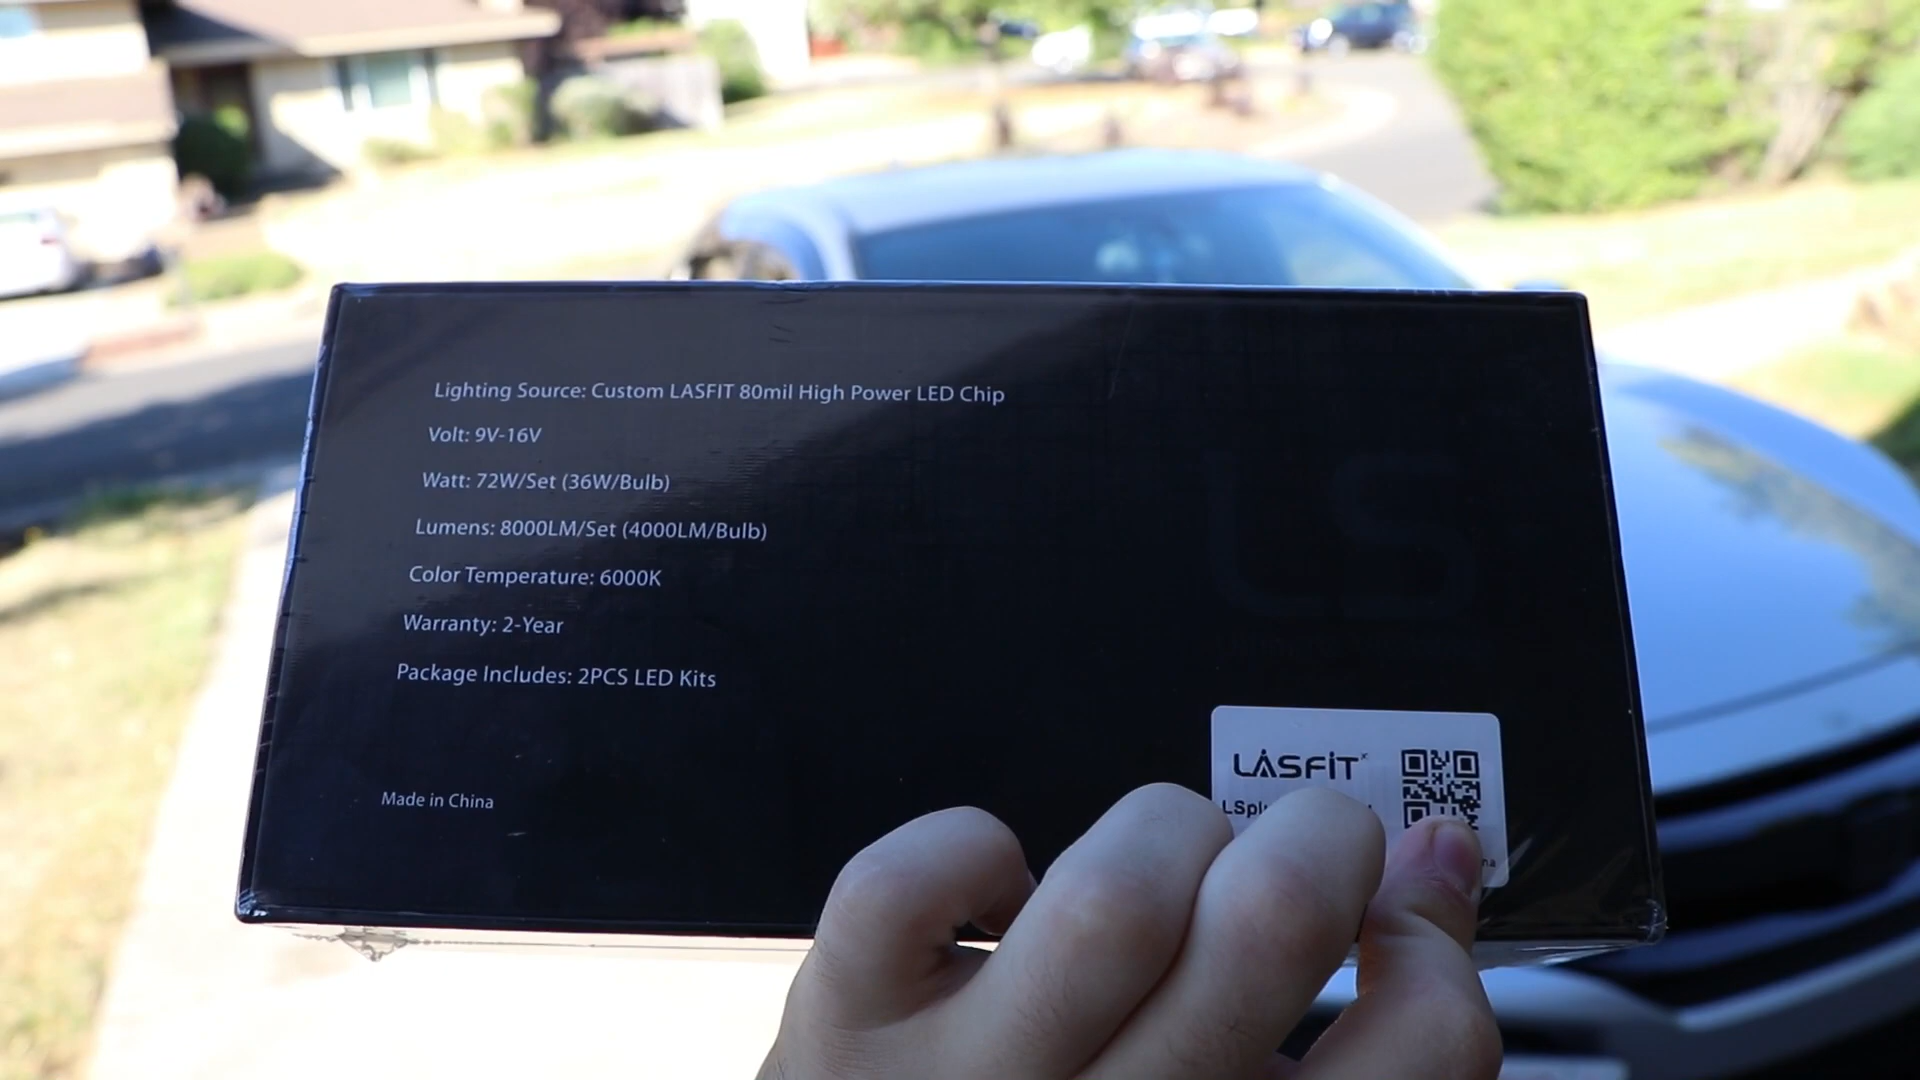 Lighting Source: Custom LASFIT 80mil High Power LED Chip
Volt: 9V-16V
Watt: 72W/Set (36W/Bulb)
Lumens: 8000LM/Set (4000LM/Bulb)
Color Temperature: 6000K
Warranty: 2-Year
Package Includes: 2PCS LED Kits
Made in China
LS
LASFIT